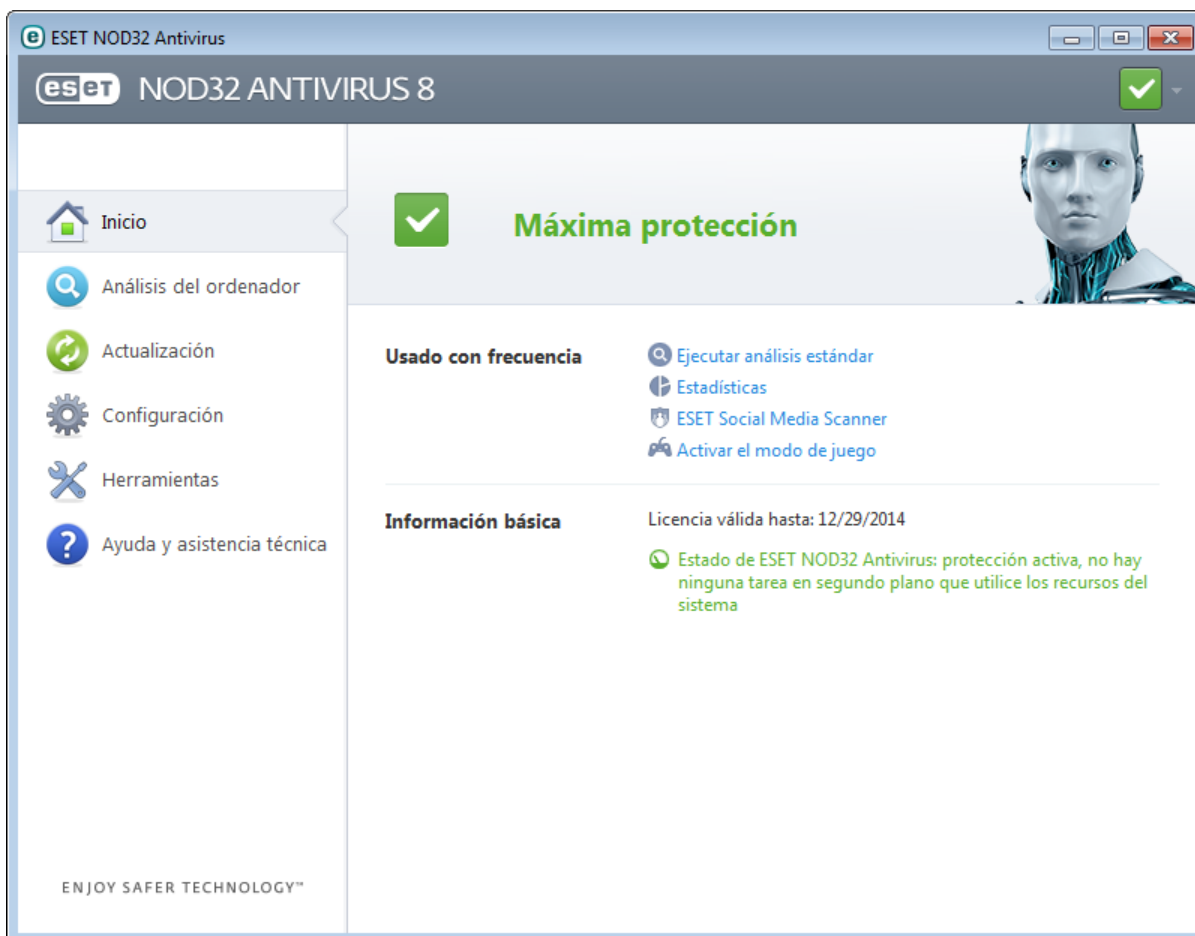 ESET NOD32 Antivirus
eset NOD32 ANTIVIRUS 8
Inicio
Análisis del ordenador
Actualización
Configuración
Herramientas
Ayuda y asistencia técnica
ENJOY SAFER TECHNOLOGY™
Máxima protección
Usado con frecuencia
Ejecutar análisis estándar
Estadísticas
ESET Social Media Scanner
Activar el modo de juego
Información básica
Licencia válida hasta: 12/29/2014
Estado de ESET NOD32 Antivirus: protección activa, no hay
ninguna tarea en segundo plano que utilice los recursos del
sistema